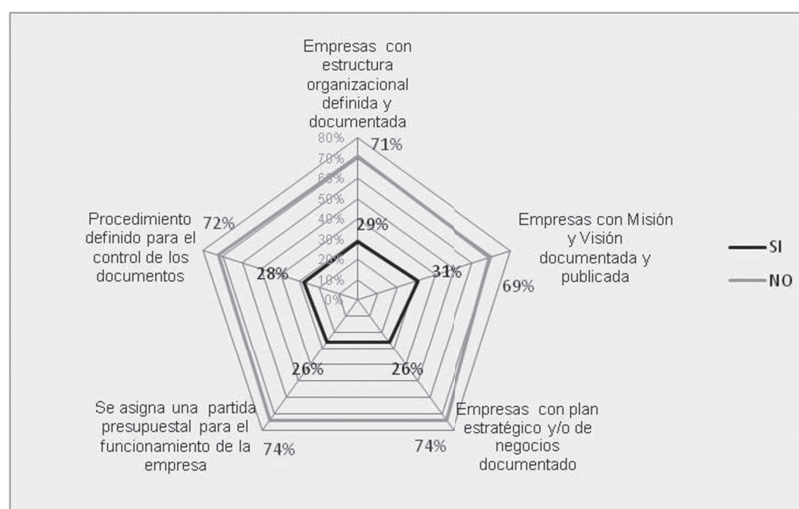 Empresas con
estructura
organizacional
definida y
documentada
80%
71%
70%
60%
50%
40%
30%
20%
10%
0%
29%
Empresas con Misión
y Visión
documentada y
publicada
31%
69%
SI
NO
Procedimiento
definido para el
control de los
documentos
72%
28%
26%
26%
Se asigna una partida
presupuestal para el
funcionamiento de la
empresa
74%
Empresas con plan
estratégico y/o de
negocios
documentado
74%